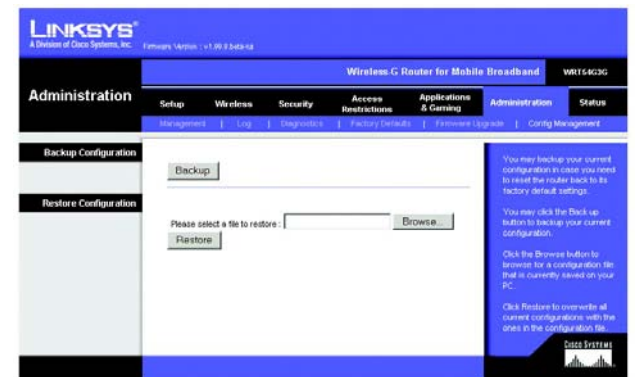 LINKSYS®
A Division of Cisco Systems, Inc.
Firmware Version : v1.99.8
Wireless-G Router for Mobile Broadband WRT54G3G
Administration
Setup Wireless Security Access Restrictions Applications & Gaming Administration Status
Management | Log | Diagnostics | Factory Defaults | Firmware Upgrade | Config Management
Backup Configuration
Backup
Restore Configuration
Please select a file to restore : Browse...
Restore
You may backup your current
configuration in case you need
to reset the router back to its
factory default settings.
You may click the Back up
button to backup your current
configuration.
Click the Browse button to
browse for a configuration file
that is currently saved on your
PC.
Click Restore to overwrite all
current configurations with the
ones in the configuration file.
CISCO SYSTEMS